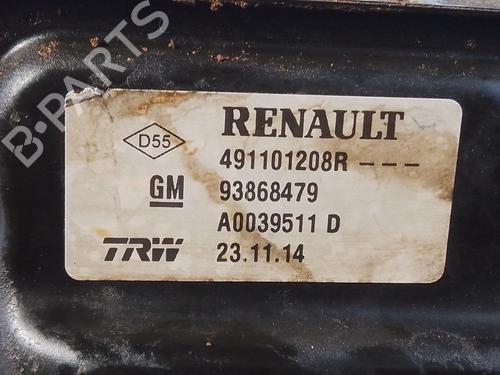 B-PARTS
RENAULT
D55
491101208R ---
GM
93868479
A0039511 D
TRW
23.11.14